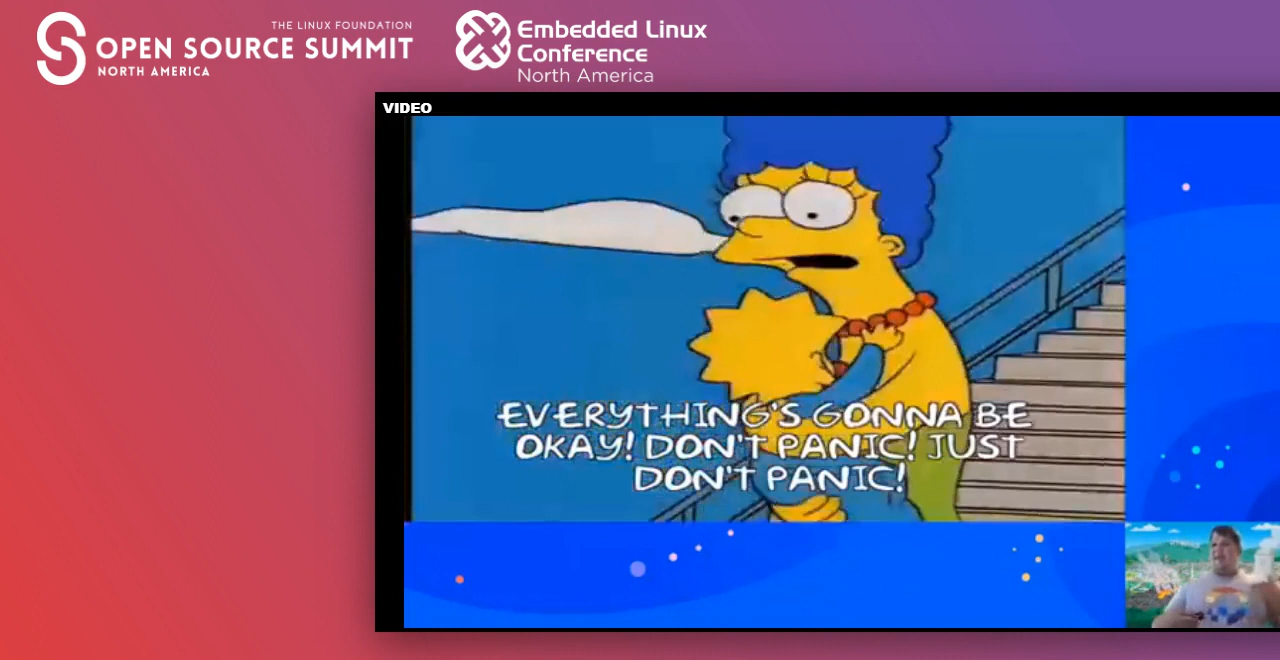 THE LINUX FOUNDATION
OPEN SOURCE SUMMIT
NORTH AMERICA
Embedded Linux
Conference
North America
VIDEO
EVERYTHING'S GONNA BE
OKAY! DON'T PANIC! JUST
DON'T PANIC!